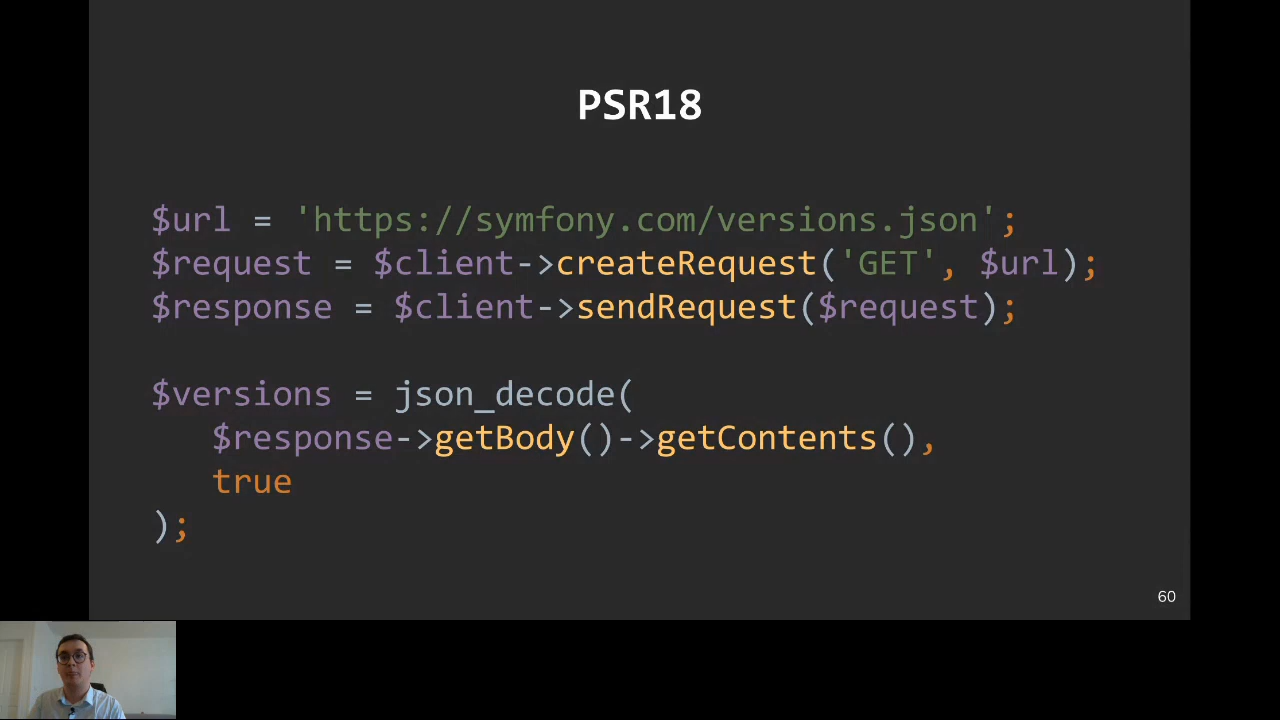 PSR18
$url = 'https://symfony.com/versions.json';
$request = $client->createRequest('GET', $url);
$response = $client->sendRequest($request);
$versions = json_decode(
$response->getBody()->getContents(),
true
);
60